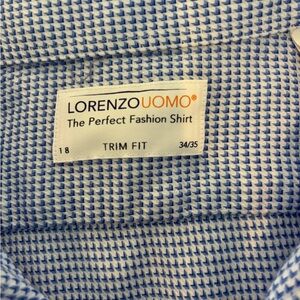 LORENZOUOMO®
The Perfect Fashion Shirt
18 TRIM FIT 34/35